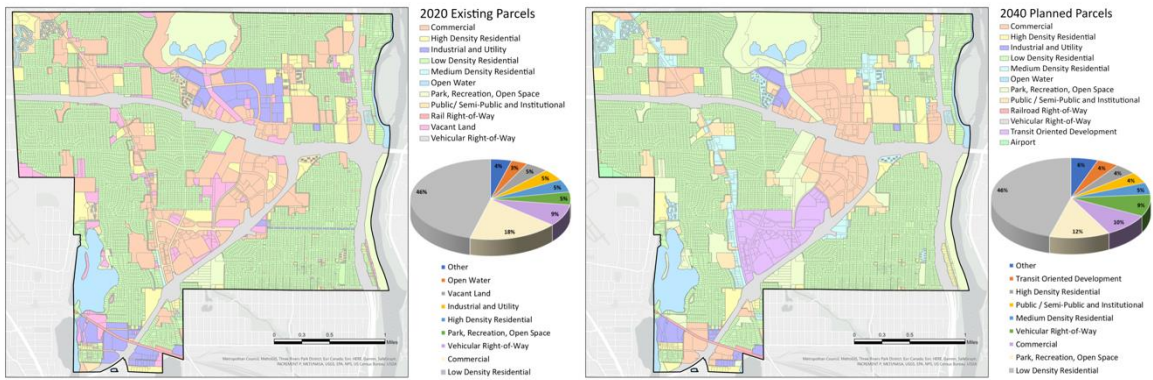 2020 Existing Parcels
Commercial
High Density Residential
Industrial and Utility
Low Density Residential
Medium Density Residential
Open Water
Park, Recreation, Open Space
Public/ Semi-Public and Institutional
Rail Right-of-Way
Vacant Land
Vehicular Right-of-Way
4%
3%
5%
5%
5%
5%
9%
18%
46%
Other
Open Water
Vacant Land
Industrial and Utility
High Density Residential
Park, Recreation, Open Space
Vehicular Right-of-Way
Commercial
Low Density Residential
0 0.3 0.5 1
Miles
2040 Planned Parcels
Commercial
High Density Residential
Industrial and Utility
Low Density Residential
Medium Density Residential
Open Water
Park, Recreation, Open Space
Public / Semi-Public and Institutional
Railroad Right-of-Way
Vehicular Right-of-Way
Transit Oriented Development
Airport
6%
4%
4%
4%
5%
9%
10%
12%
46%
Other
Transit Oriented Development
High Density Residential
Public / Semi-Public and Institutional
Medium Density Residential
Vehicular Right-of-Way
Commercial
Park, Recreation, Open Space
Low Density Residential
0 0.3 0.5 1
Miles